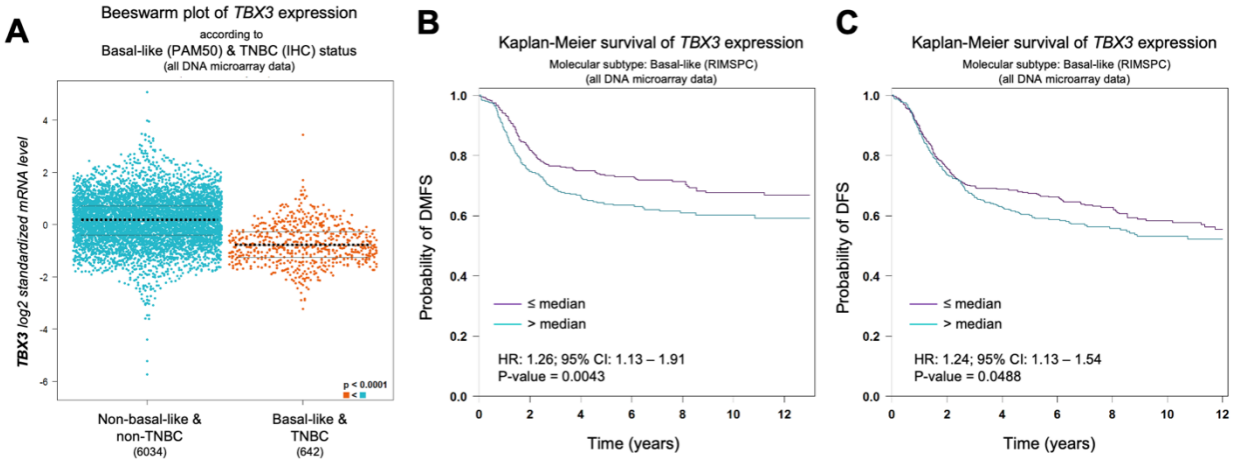 A
Beeswarm plot of TBX3 expression
according to
Basal-like (PAM50) & TNBC (IHC) status
(all DNA microarray data)
TBX3 log2 standardized mRNA level
4
2
0
-2
-4
-6
p < 0.0001
<
Non-basal-like &
non-TNBC
(6034)
Basal-like &
TNBC
(642)
B
Kaplan-Meier survival of TBX3 expression
Molecular subtype: Basal-like (RIMSPC)
(all DNA microarray data)
Probability of DMFS
1.0
0.8
0.6
0.4
0.2
0.0
≤ median
> median
HR: 1.26; 95% CI: 1.13 – 1.91
P-value = 0.0043
0 2 4 6 8 10 12
Time (years)
C
Kaplan-Meier survival of TBX3 expression
Molecular subtype: Basal-like (RIMSPC)
(all DNA microarray data)
Probability of DFS
1.0
0.8
0.6
0.4
0.2
0.0
≤ median
> median
HR: 1.24; 95% CI: 1.13 – 1.54
P-value = 0.0488
0 2 4 6 8 10 12
Time (years)